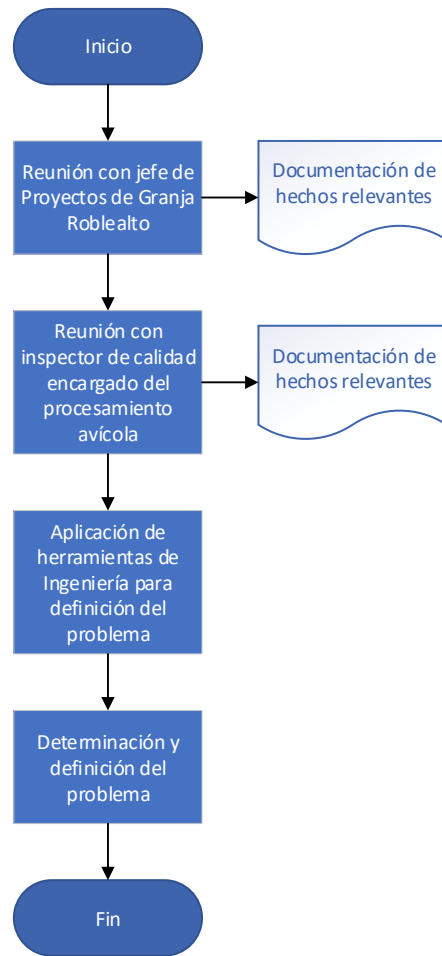 Inicio
Reunión con jefe de
Proyectos de Granja
Roblealto
Documentación de
hechos relevantes
Reunión con
inspector de calidad
encargado del
procesamiento
avícola
Documentación de
hechos relevantes
Aplicación de
herramientas de
Ingeniería para
definición del
problema
Determinación y
definición del
problema
Fin